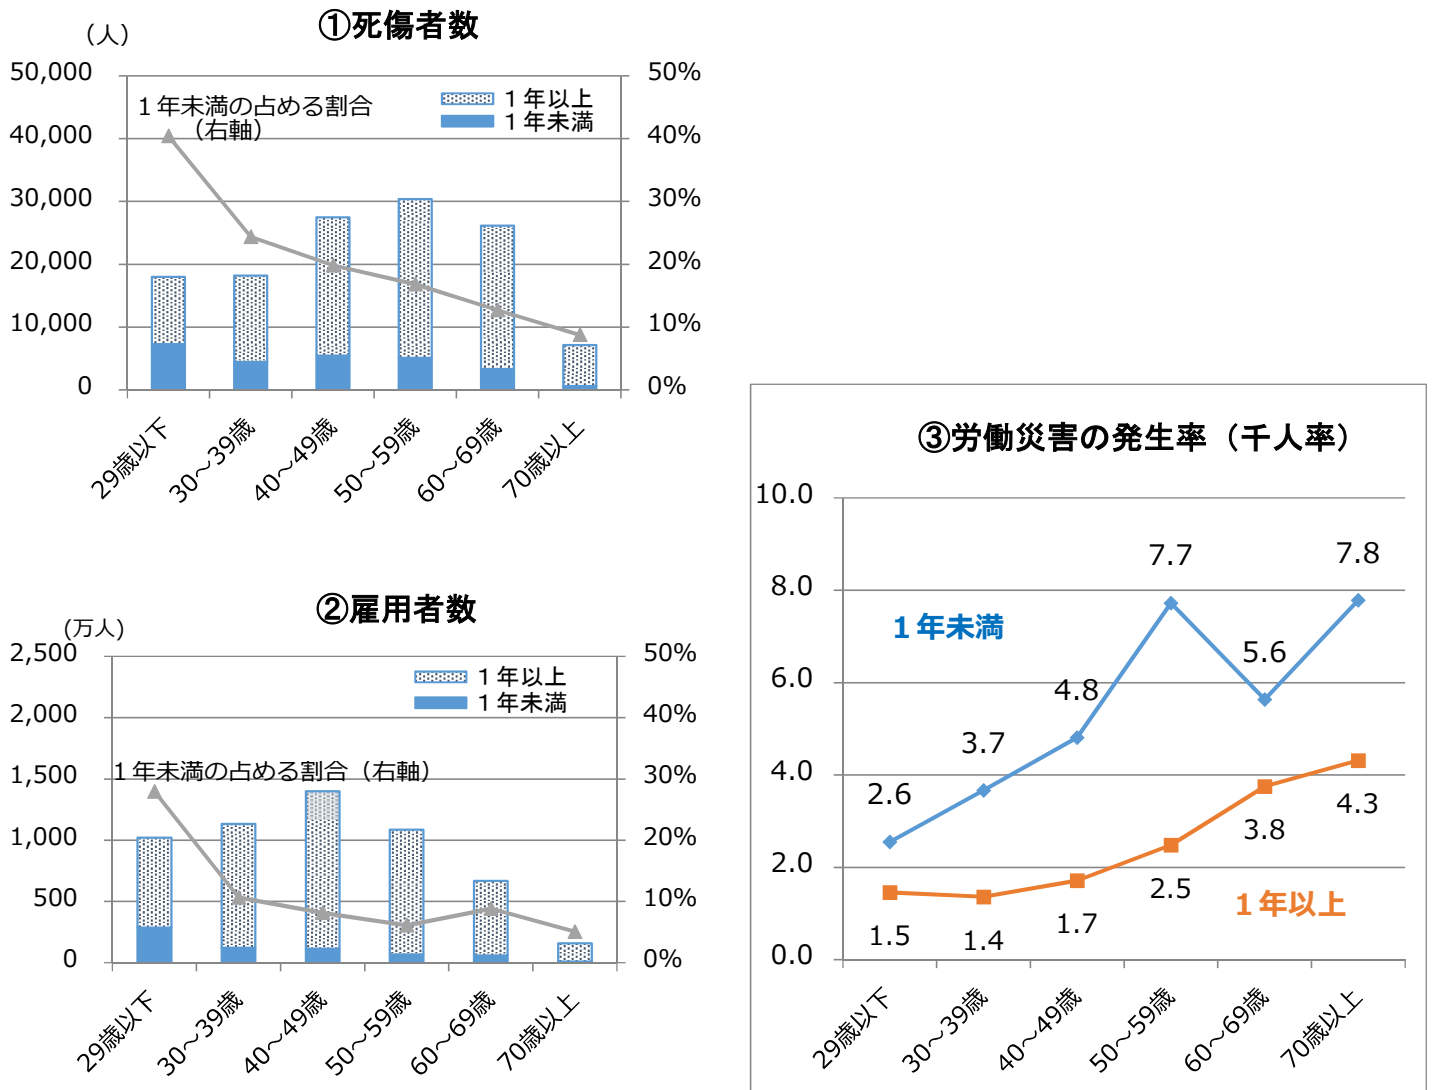 ①死傷者数
（人）
50,000
40,000
30,000
20,000
10,000
0
50%
40%
30%
20%
10%
0%
１年未満の占める割合
（右軸）
１年以上
１年未満
29歳以下
30～39歳
40～49歳
50～59歳
60～69歳
70歳以上
②雇用者数
(万人)
2,500
2,000
1,500
1,000
500
0
50%
40%
30%
20%
10%
0%
１年以上
１年未満
１年未満の占める割合（右軸）
29歳以下
30～39歳
40～49歳
50～59歳
60～69歳
70歳以上
③労働災害の発生率（千人率）
10.0
8.0
6.0
4.0
2.0
0.0
１年未満
2.6
3.7
4.8
7.7
5.6
7.8
１年以上
1.5
1.4
1.7
2.5
3.8
4.3
29歳以下
30～39歳
40～49歳
50～59歳
60～69歳
70歳以上